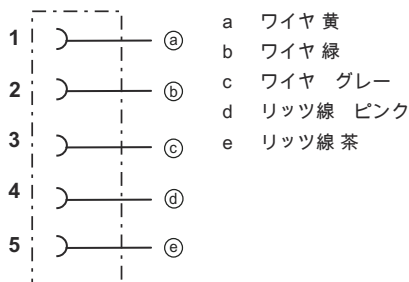 1 ⓐ
2 ⓑ
3 ⓒ
4 ⓓ
5 ⓔ
a ワイヤ 黄
b ワイヤ 緑
c ワイヤ　グレー
d リッツ線　ピンク
e リッツ線 茶